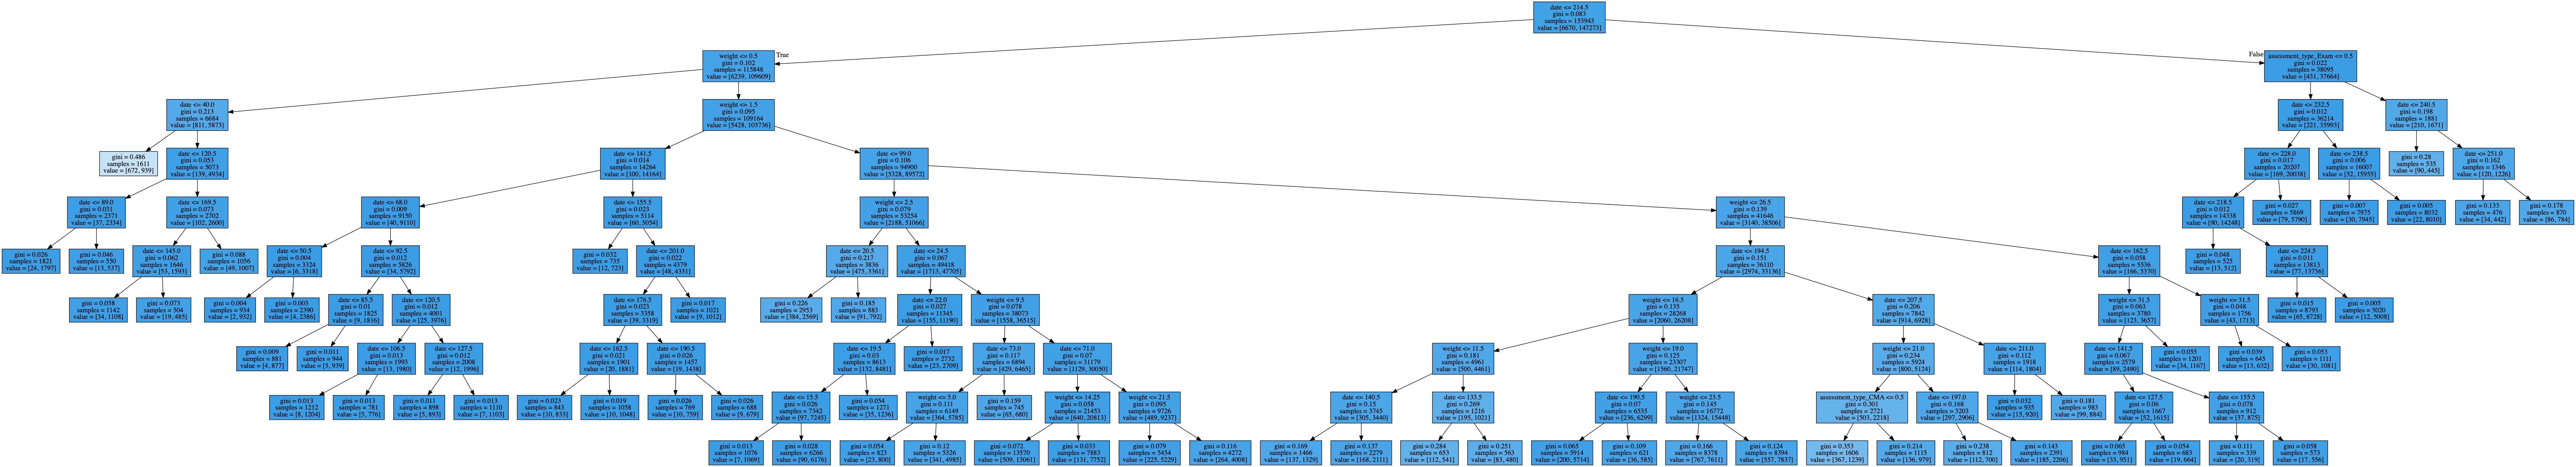 date <= 214.5
gini = 0.083
samples = 153943
value = [6670, 147273]
True
False
weight <= 0.5
gini = 0.102
samples = 115848
value = [6239, 109609]
assessment_type_Exam <= 0.5
gini = 0.022
samples = 38095
value = [431, 37664]
date <= 40.0
gini = 0.213
samples = 6684
value = [811, 5873]
weight <= 1.5
gini = 0.095
samples = 109164
value = [5428, 103736]
date <= 232.5
gini = 0.012
samples = 36214
value = [221, 35993]
date <= 240.5
gini = 0.198
samples = 1881
value = [210, 1671]
gini = 0.486
samples = 1611
value = [672, 939]
date <= 120.5
gini = 0.053
samples = 5073
value = [139, 4934]
date <= 141.5
gini = 0.014
samples = 14264
value = [100, 14164]
date <= 99.0
gini = 0.106
samples = 94900
value = [5328, 89572]
date <= 228.0
gini = 0.017
samples = 20207
value = [169, 20038]
date <= 238.5
gini = 0.006
samples = 16007
value = [52, 15955]
gini = 0.28
samples = 535
value = [90, 445]
date <= 251.0
gini = 0.162
samples = 1346
value = [120, 1226]
date <= 89.0
gini = 0.031
samples = 2371
value = [37, 2334]
date <= 169.5
gini = 0.073
samples = 2702
value = [102, 2600]
date <= 68.0
gini = 0.009
samples = 9150
value = [40, 9110]
date <= 155.5
gini = 0.023
samples = 5114
value = [60, 5054]
weight <= 2.5
gini = 0.079
samples = 53254
value = [2188, 51066]
weight <= 26.5
gini = 0.139
samples = 41646
value = [3140, 38506]
date <= 218.5
gini = 0.012
samples = 14338
value = [90, 14248]
gini = 0.027
samples = 5869
value = [79, 5790]
gini = 0.007
samples = 7975
value = [30, 7945]
gini = 0.005
samples = 8032
value = [22, 8010]
gini = 0.133
samples = 476
value = [34, 442]
gini = 0.178
samples = 870
value = [86, 784]
gini = 0.026
samples = 1821
value = [24, 1797]
gini = 0.046
samples = 550
value = [13, 537]
date <= 145.0
gini = 0.062
samples = 1646
value = [53, 1593]
gini = 0.088
samples = 1056
value = [49, 1007]
date <= 50.5
gini = 0.004
samples = 3324
value = [6, 3318]
date <= 92.5
gini = 0.012
samples = 5826
value = [34, 5792]
gini = 0.032
samples = 735
value = [12, 723]
date <= 201.0
gini = 0.022
samples = 4379
value = [48, 4331]
date <= 20.5
gini = 0.217
samples = 3836
value = [475, 3361]
date <= 24.5
gini = 0.067
samples = 49418
value = [1713, 47705]
date <= 194.5
gini = 0.151
samples = 36110
value = [2974, 33136]
date <= 162.5
gini = 0.058
samples = 5536
value = [166, 5370]
gini = 0.048
samples = 525
value = [13, 512]
date <= 224.5
gini = 0.011
samples = 13813
value = [77, 13736]
gini = 0.058
samples = 1142
value = [34, 1108]
gini = 0.073
samples = 504
value = [19, 485]
gini = 0.004
samples = 934
value = [2, 932]
gini = 0.003
samples = 2390
value = [4, 2386]
date <= 85.5
gini = 0.01
samples = 1825
value = [9, 1816]
date <= 120.5
gini = 0.012
samples = 4001
value = [25, 3976]
date <= 176.5
gini = 0.023
samples = 3358
value = [39, 3319]
gini = 0.017
samples = 1021
value = [9, 1012]
gini = 0.226
samples = 2953
value = [384, 2569]
gini = 0.185
samples = 883
value = [91, 792]
date <= 22.0
gini = 0.027
samples = 11345
value = [155, 11190]
weight <= 9.5
gini = 0.078
samples = 38073
value = [1558, 36515]
weight <= 16.5
gini = 0.135
samples = 28268
value = [2060, 26208]
date <= 207.5
gini = 0.206
samples = 7842
value = [914, 6928]
weight <= 31.5
gini = 0.063
samples = 3780
value = [123, 3657]
weight <= 31.5
gini = 0.048
samples = 1756
value = [43, 1713]
gini = 0.015
samples = 8793
value = [65, 8728]
gini = 0.005
samples = 5020
value = [12, 5008]
gini = 0.009
samples = 881
value = [4, 877]
gini = 0.011
samples = 944
value = [5, 939]
date <= 106.5
gini = 0.013
samples = 1993
value = [13, 1980]
date <= 127.5
gini = 0.012
samples = 2008
value = [12, 1996]
date <= 162.5
gini = 0.021
samples = 1901
value = [20, 1881]
date <= 190.5
gini = 0.026
samples = 1457
value = [19, 1438]
date <= 19.5
gini = 0.03
samples = 8613
value = [132, 8481]
gini = 0.017
samples = 2732
value = [23, 2709]
date <= 73.0
gini = 0.117
samples = 6894
value = [429, 6465]
date <= 71.0
gini = 0.07
samples = 31179
value = [1129, 30050]
weight <= 11.5
gini = 0.181
samples = 4961
value = [500, 4461]
weight <= 19.0
gini = 0.125
samples = 23307
value = [1560, 21747]
weight <= 21.0
gini = 0.234
samples = 5924
value = [800, 5124]
date <= 211.0
gini = 0.112
samples = 1918
value = [114, 1804]
date <= 141.5
gini = 0.067
samples = 2579
value = [89, 2490]
gini = 0.055
samples = 1201
value = [34, 1167]
gini = 0.039
samples = 645
value = [13, 632]
gini = 0.053
samples = 1111
value = [30, 1081]
gini = 0.013
samples = 1212
value = [8, 1204]
gini = 0.013
samples = 781
value = [5, 776]
gini = 0.011
samples = 898
value = [5, 893]
gini = 0.013
samples = 1110
value = [7, 1103]
gini = 0.023
samples = 843
value = [10, 833]
gini = 0.019
samples = 1058
value = [10, 1048]
gini = 0.026
samples = 769
value = [10, 759]
gini = 0.026
samples = 688
value = [9, 679]
date <= 15.5
gini = 0.026
samples = 7342
value = [97, 7245]
gini = 0.054
samples = 1271
value = [35, 1236]
weight <= 5.0
gini = 0.111
samples = 6149
value = [364, 5785]
gini = 0.159
samples = 745
value = [65, 680]
weight <= 14.25
gini = 0.058
samples = 21453
value = [640, 20813]
weight <= 21.5
gini = 0.095
samples = 9726
value = [489, 9237]
date <= 140.5
gini = 0.15
samples = 3745
value = [305, 3440]
date <= 133.5
gini = 0.269
samples = 1216
value = [195, 1021]
date <= 190.5
gini = 0.07
samples = 6535
value = [236, 6299]
weight <= 23.5
gini = 0.145
samples = 16772
value = [1324, 15448]
assessment_type_CMA <= 0.5
gini = 0.301
samples = 2721
value = [503, 2218]
date <= 197.0
gini = 0.168
samples = 3203
value = [297, 2906]
gini = 0.032
samples = 935
value = [15, 920]
gini = 0.181
samples = 983
value = [99, 884]
date <= 127.5
gini = 0.06
samples = 1667
value = [52, 1615]
date <= 155.5
gini = 0.078
samples = 912
value = [37, 875]
gini = 0.013
samples = 1076
value = [7, 1069]
gini = 0.028
samples = 6266
value = [90, 6176]
gini = 0.054
samples = 823
value = [23, 800]
gini = 0.12
samples = 5326
value = [341, 4985]
gini = 0.072
samples = 13570
value = [509, 13061]
gini = 0.033
samples = 7883
value = [131, 7752]
gini = 0.079
samples = 5454
value = [225, 5229]
gini = 0.116
samples = 4272
value = [264, 4008]
gini = 0.169
samples = 1466
value = [137, 1329]
gini = 0.137
samples = 2279
value = [168, 2111]
gini = 0.284
samples = 653
value = [112, 541]
gini = 0.251
samples = 563
value = [83, 480]
gini = 0.065
samples = 5914
value = [200, 5714]
gini = 0.109
samples = 621
value = [36, 585]
gini = 0.166
samples = 8378
value = [767, 7611]
gini = 0.124
samples = 8394
value = [557, 7837]
gini = 0.353
samples = 1606
value = [367, 1239]
gini = 0.214
samples = 1115
value = [136, 979]
gini = 0.238
samples = 812
value = [112, 700]
gini = 0.143
samples = 2391
value = [185, 2206]
gini = 0.065
samples = 984
value = [33, 951]
gini = 0.054
samples = 683
value = [19, 664]
gini = 0.111
samples = 339
value = [20, 319]
gini = 0.058
samples = 573
value = [17, 556]